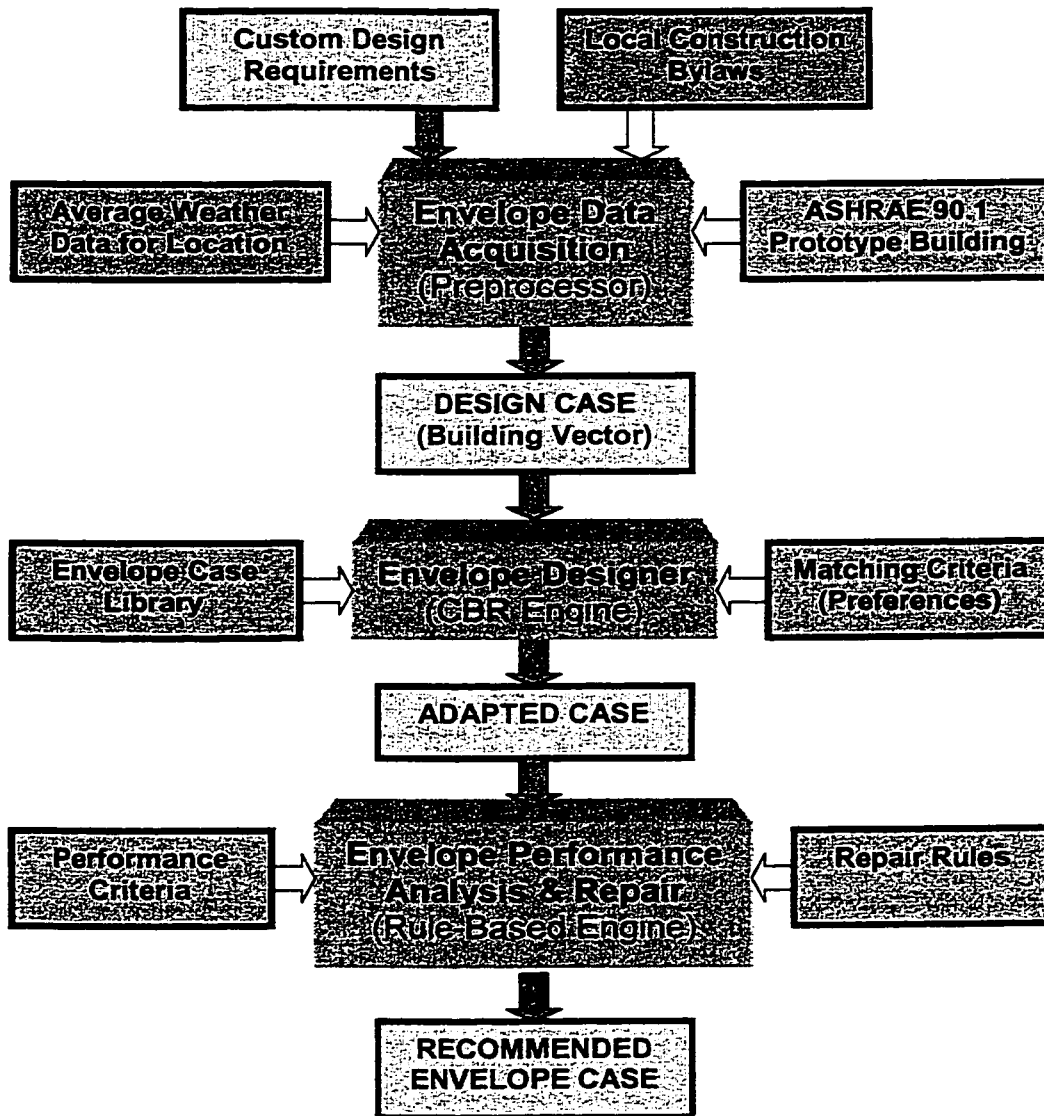 Custom Design
Requirements
Local Construction
Bylaws
Average Weather
Data for Location
Envelope Data
Acquisition
(Preprocessor)
ASHRAE 90.1
Prototype Building
DESIGN CASE
(Building Vector)
Envelope Case-
Library
Envelope Designer
(CBR Engine)
Matching Criteria
(Preferences)
ADAPTED CASE
Performance
Criteria
Envelope Performance
Analysis & Repair
(Rule-Based Engine)
Repair Rules
RECOMMENDED
ENVELOPE CASE